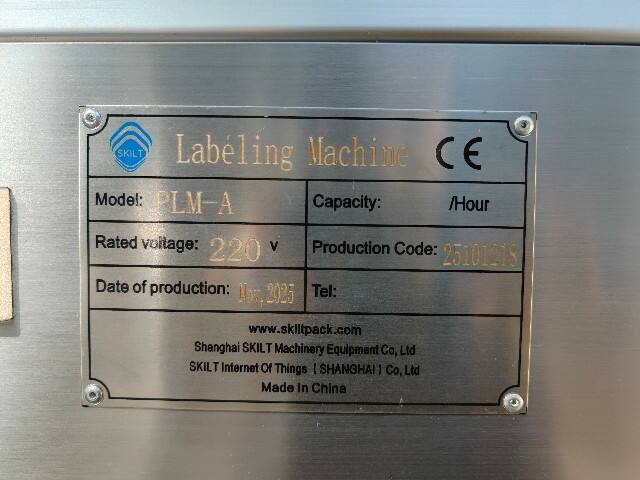 SKILT
Labeling Machine CE
Model: PLM-A
Capacity: /Hour
Rated voltage: 220 v
Production Code: 25101218
Date of production: Nov, 2025
Tel:
www.skiltpack.com
Shanghai SKILT Machinery Equipment Co, Ltd
SKILT Internet Of Things ( SHANGHAI ) Co, Ltd
Made In China